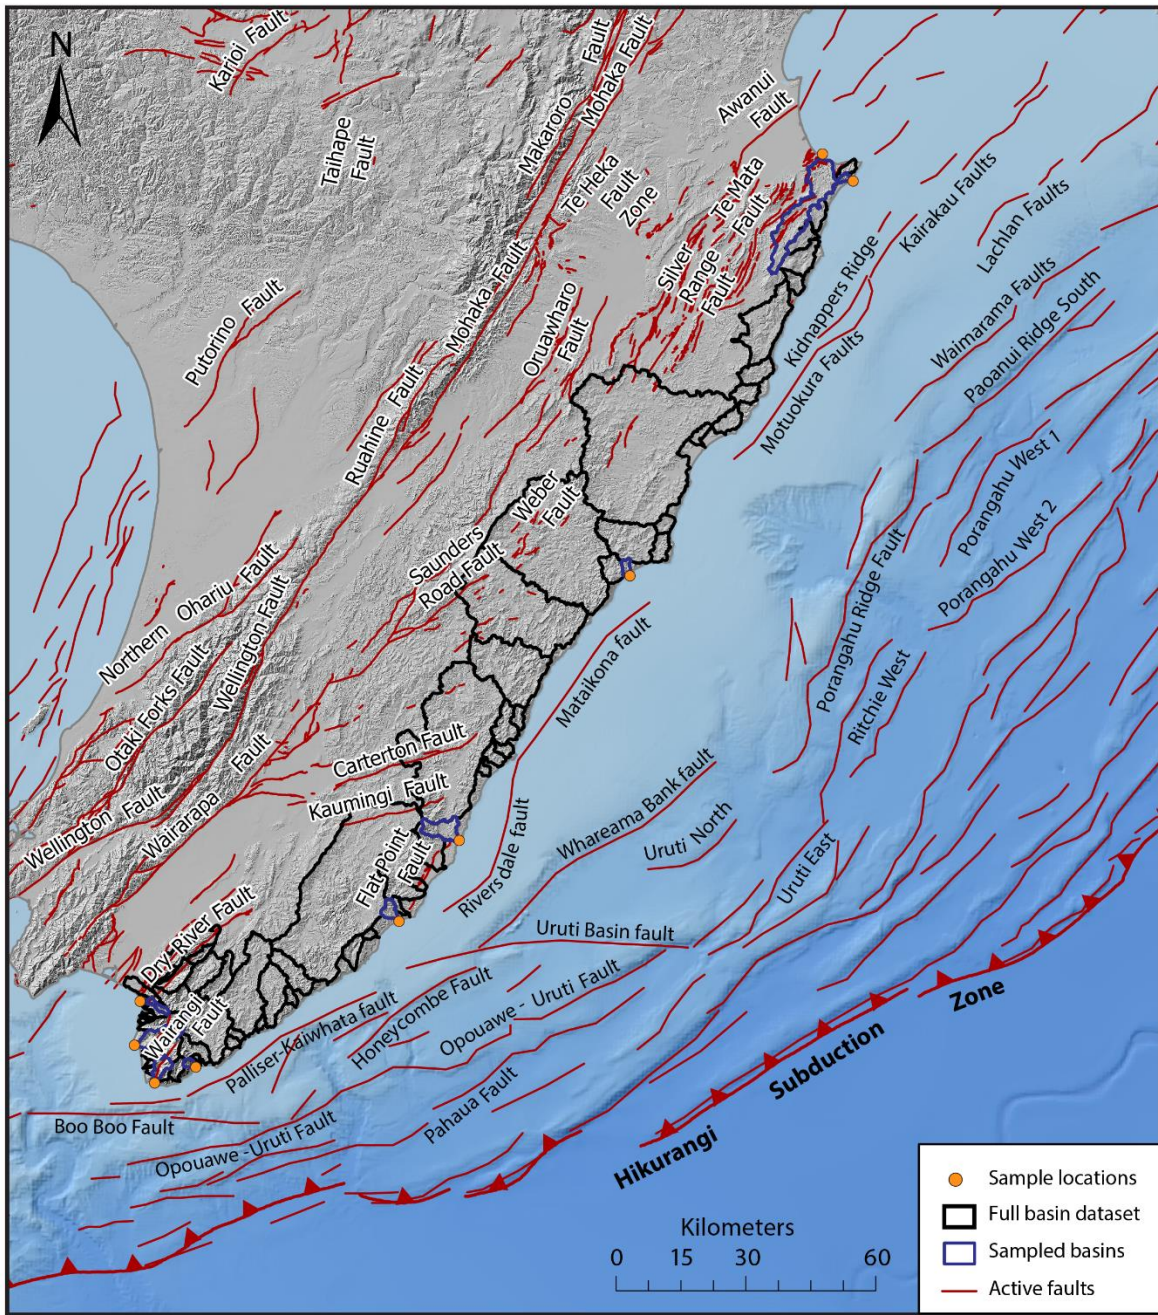 N
Karioi Fault
Fault
Mohaka Fault
Makaroro
Awanui
Fault
Taihape
Fault
Te Heka
Fault
Zone
Te Mata
Fault
Silver
Range
Fault
Kairakau Faults
Lachlan Faults
Kidnappers Ridge
Waimarama Faults
Paoanui Ridge South
Motuokura Faults
Mohaka Fault
Putorino Fault
Oruawharo
Fault
Ruahine Fault
Porangahu West 1
Porangahu West 2
Weber
Fault
Saunders
Road Fault
Northern Ohariu Fault
Otaki Forks Fault
Wellington Fault
Porangahu Ridge Fault
Ritchie West
Mataikona fault
Carterton Fault
Kaumingi Fault
Wellington Fault
Wairarapa Fault
Whareama Bank fault
Uruti North
Uruti East
Rivers dale fault
Flat Point
Fault
Uruti Basin fault
Dry River Fault
Wairangi
Fault
Palliser-Kaiwhata fault
Honeycombe Fault
Opouawe - Uruti Fault
Pahaua Fault
Boo Boo Fault
Opouawe -Uruti Fault
Hikurangi
Subduction
Zone
Kilometers
0 15 30 60
Sample locations
Full basin dataset
Sampled basins
Active faults